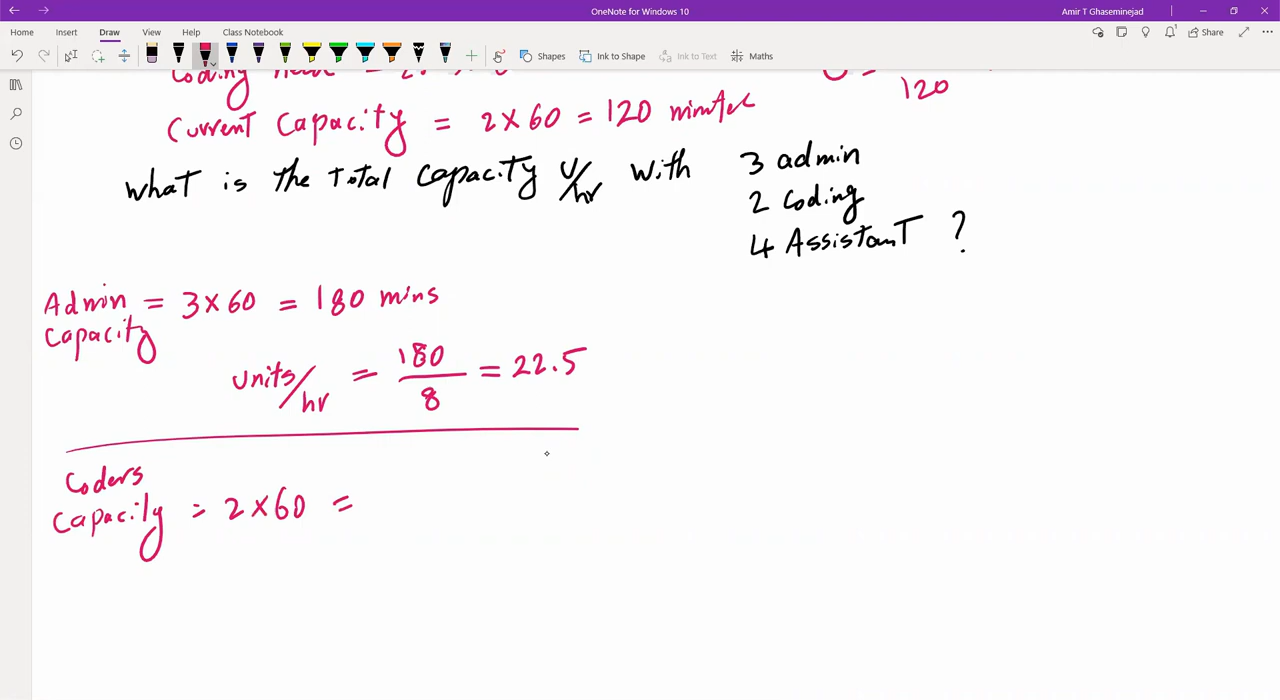 OneNote for Windows 10
Amir T Ghaseminejad
Home Insert Draw View Help Class Notebook
Share
Shapes Ink to Shape Ink to Text Maths
Coding
120
Current Capacity = 2 x 60 = 120 minutes
What is the total capacity U/hr with 3 admin
2 Coding
4 Assistant ?
Admin Capacity = 3 x 60 = 180 mins
units/hr = 180/8 = 22.5
Coders
Capacity = 2 x 60 =